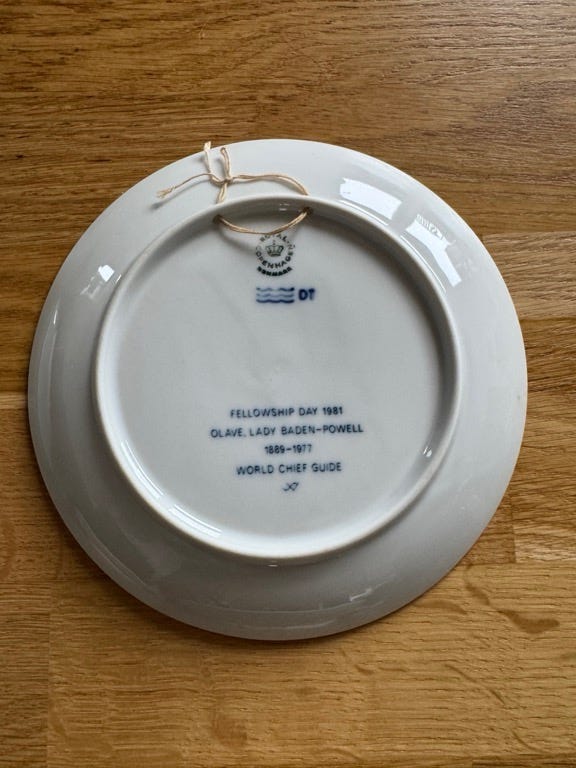 ROYAL
COPENHAGEN
DENMARK
DT
FELLOWSHIP DAY 1981
OLAVE, LADY BADEN-POWELL
1889-1977
WORLD CHIEF GUIDE